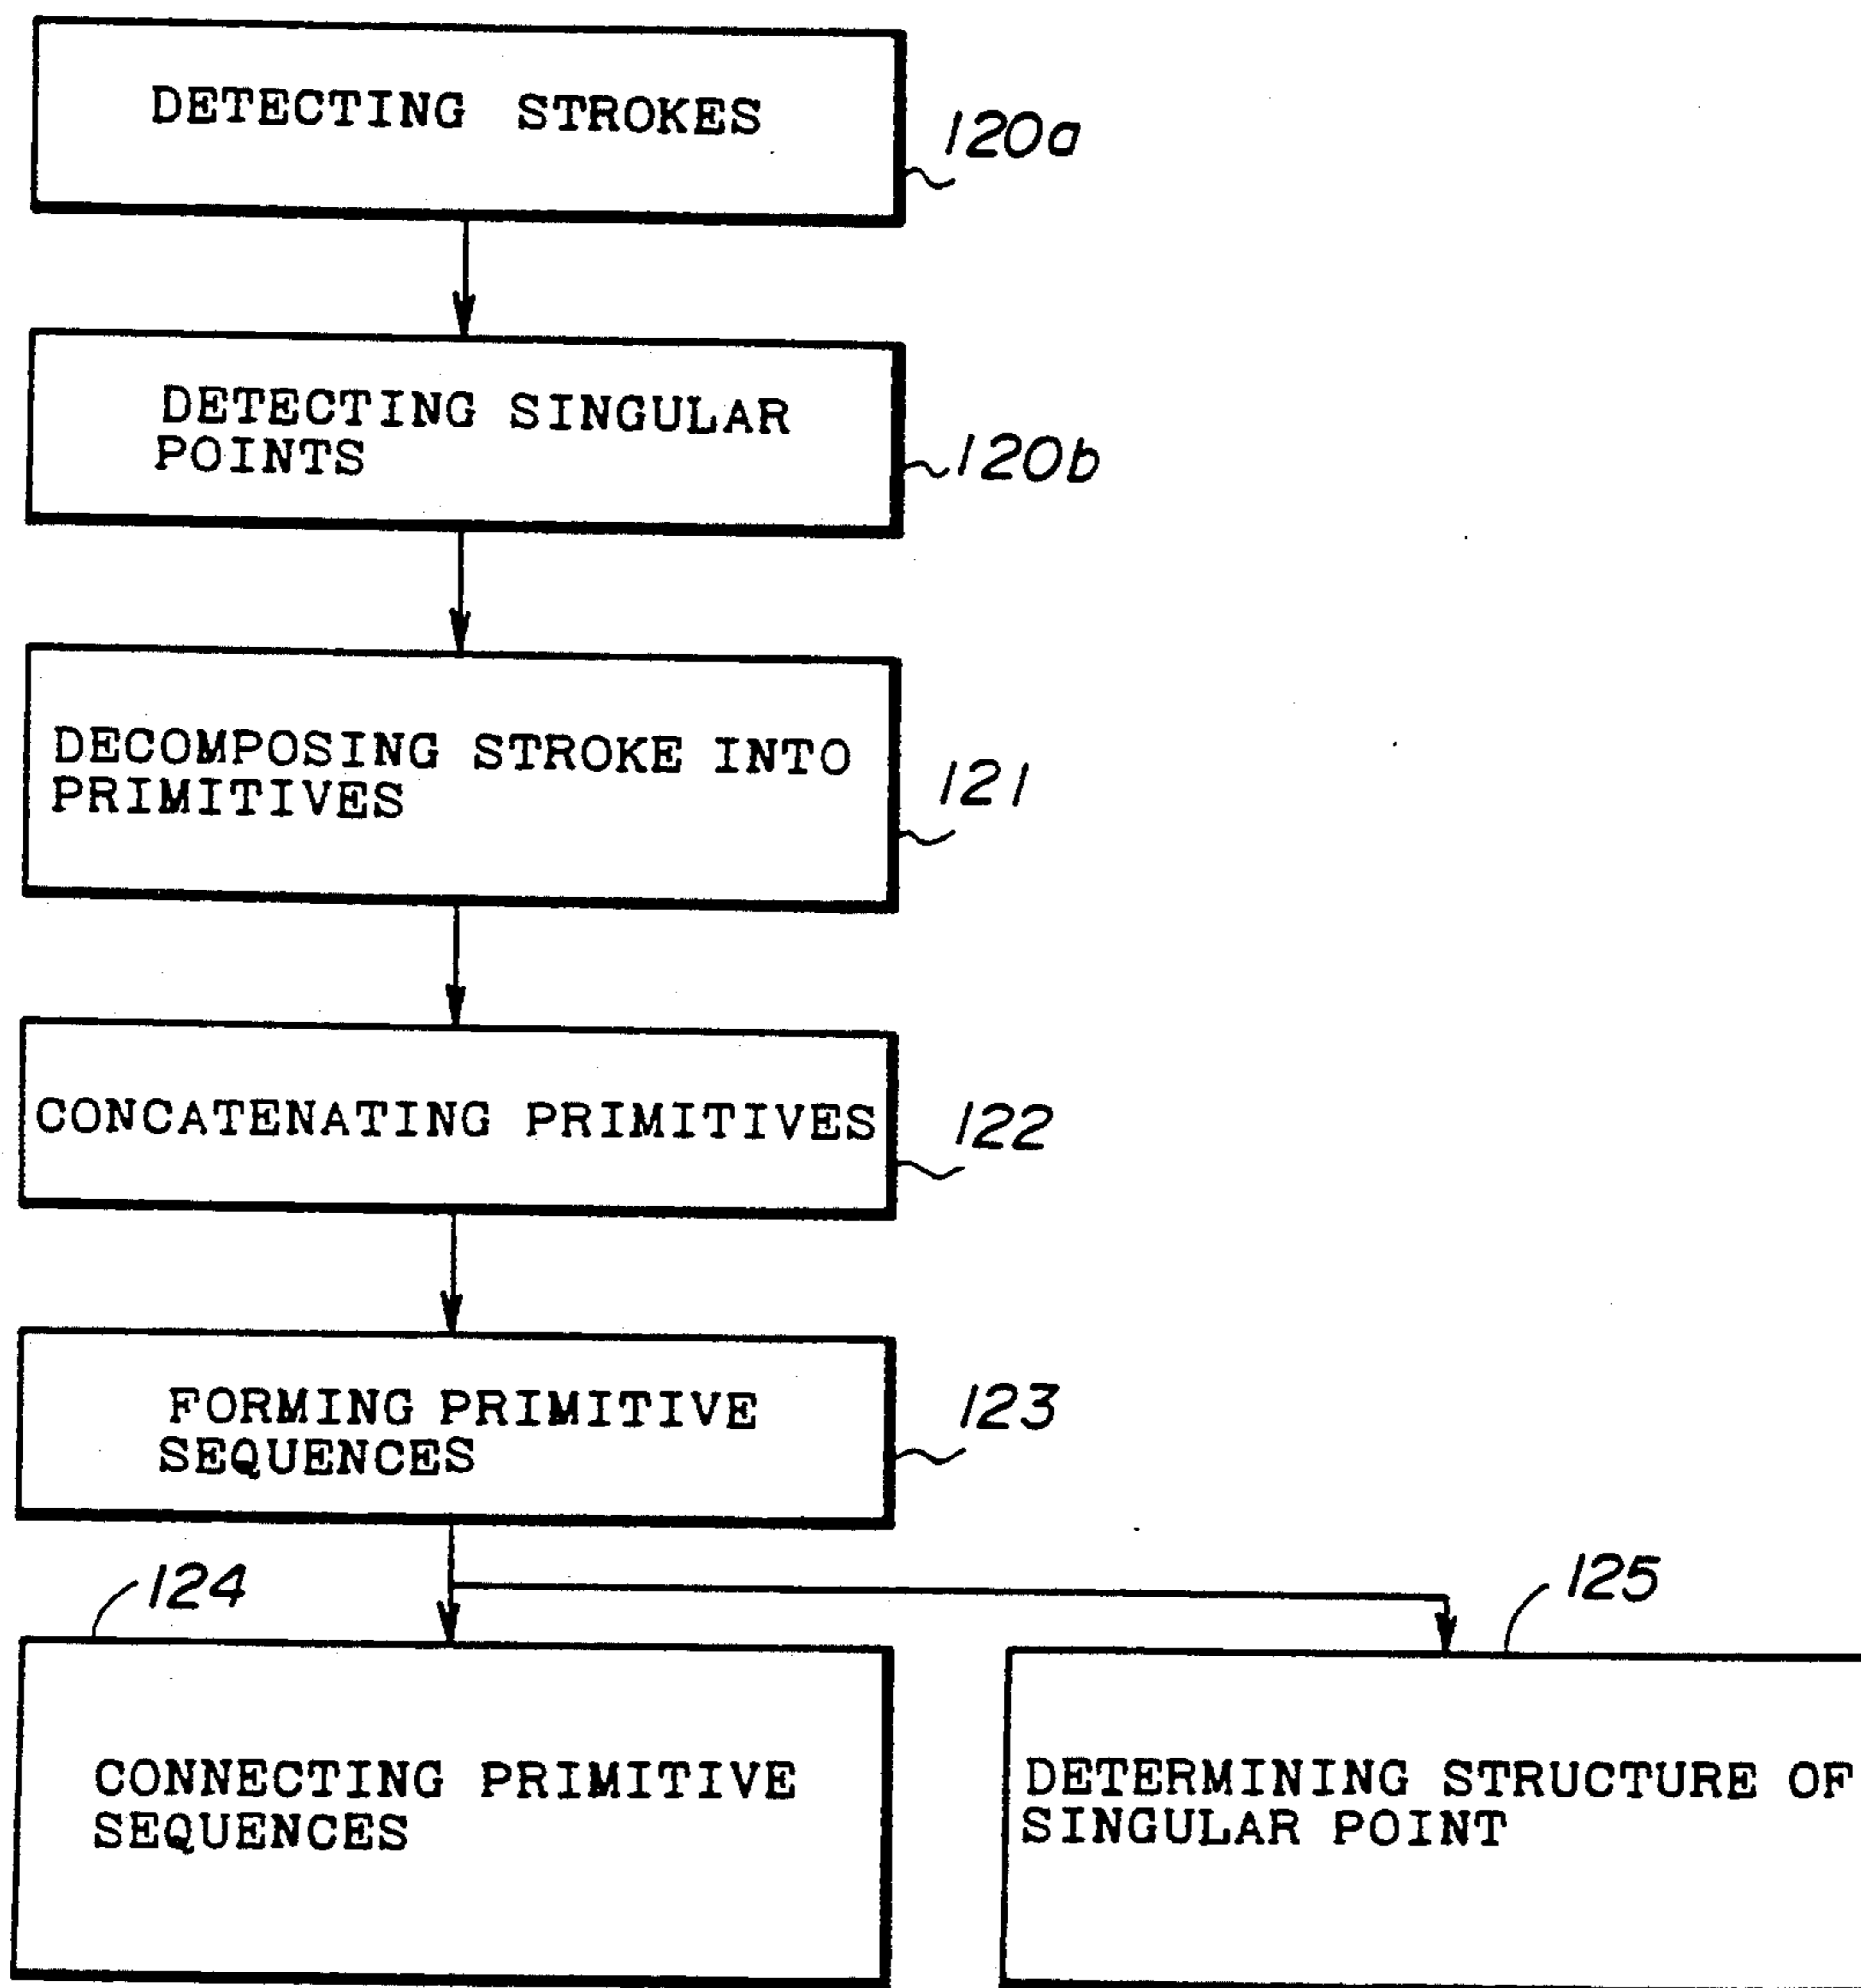 DETECTING STROKES
120a
DETECTING SINGULAR
POINTS
120b
DECOMPOSING STROKE INTO
PRIMITIVES
121
CONCATENATING PRIMITIVES
122
FORMING PRIMITIVE
SEQUENCES
123
124
125
CONNECTING PRIMITIVE
SEQUENCES
DETERMINING STRUCTURE OF
SINGULAR POINT